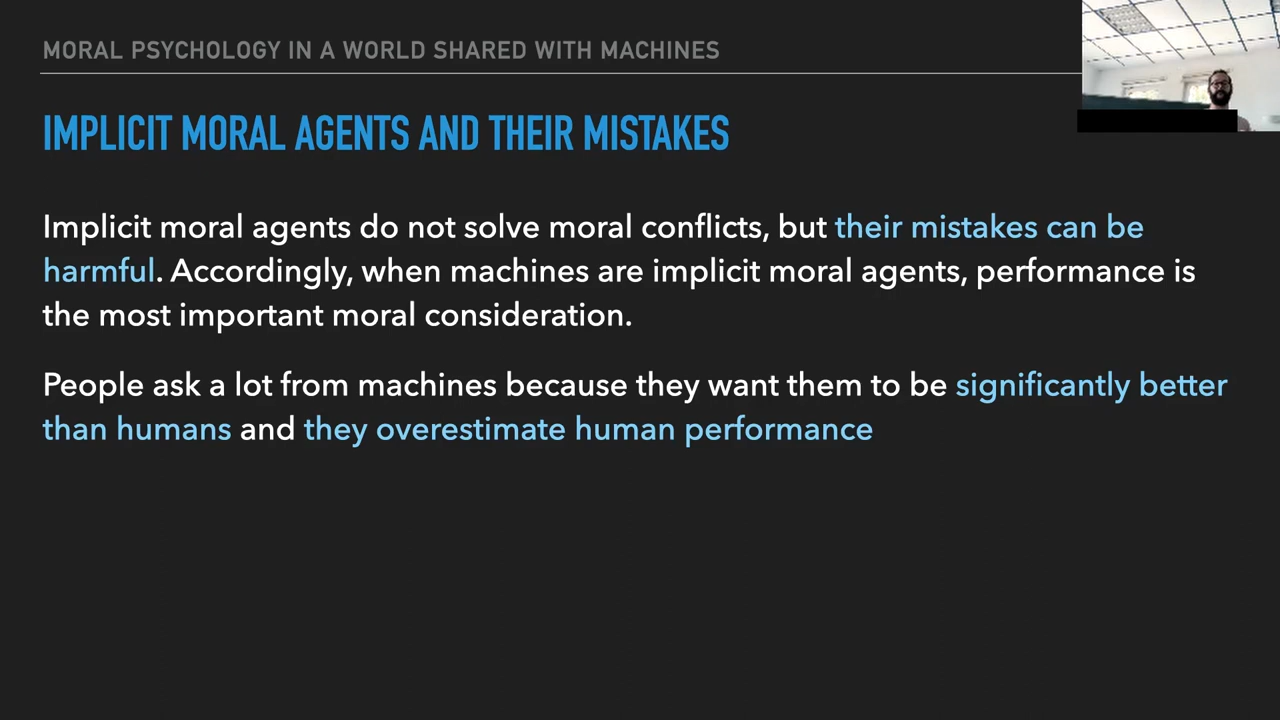 MORAL PSYCHOLOGY IN A WORLD SHARED WITH MACHINES
IMPLICIT MORAL AGENTS AND THEIR MISTAKES
Implicit moral agents do not solve moral conflicts, but their mistakes can be
harmful. Accordingly, when machines are implicit moral agents, performance is
the most important moral consideration.
People ask a lot from machines because they want them to be significantly better
than humans and they overestimate human performance